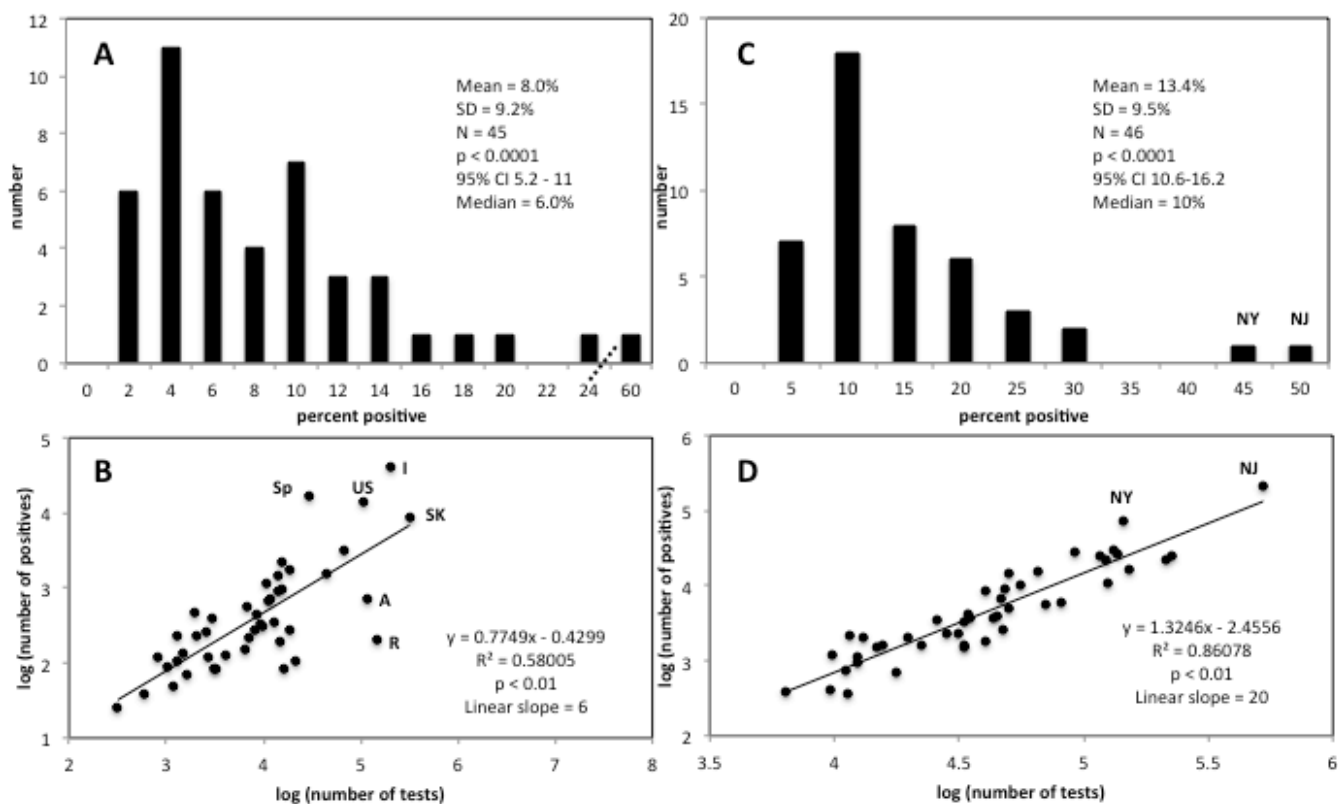 A
number
12
10
8
6
4
2
0
Mean = 8.0%
SD = 9.2%
N = 45
p < 0.0001
95% CI 5.2 - 11
Median = 6.0%
0 2 4 6 8 10 12 14 16 18 20 22 24 60
percent positive
C
number
20
15
10
5
0
Mean = 13.4%
SD = 9.5%
N = 46
p < 0.0001
95% CI 10.6-16.2
Median = 10%
NY NJ
0 5 10 15 20 25 30 35 40 45 50
percent positive
B
log (number of positives)
5
4
3
2
1
I
Sp US
SK
A
R
y = 0.7749x - 0.4299
R² = 0.58005
p < 0.01
Linear slope = 6
2 3 4 5 6 7 8
log (number of tests)
D
log (number of positives)
6
5
4
3
2
NJ
NY
y = 1.3246x - 2.4556
R² = 0.86078
p < 0.01
Linear slope = 20
3.5 4 4.5 5 5.5 6
log (number of tests)